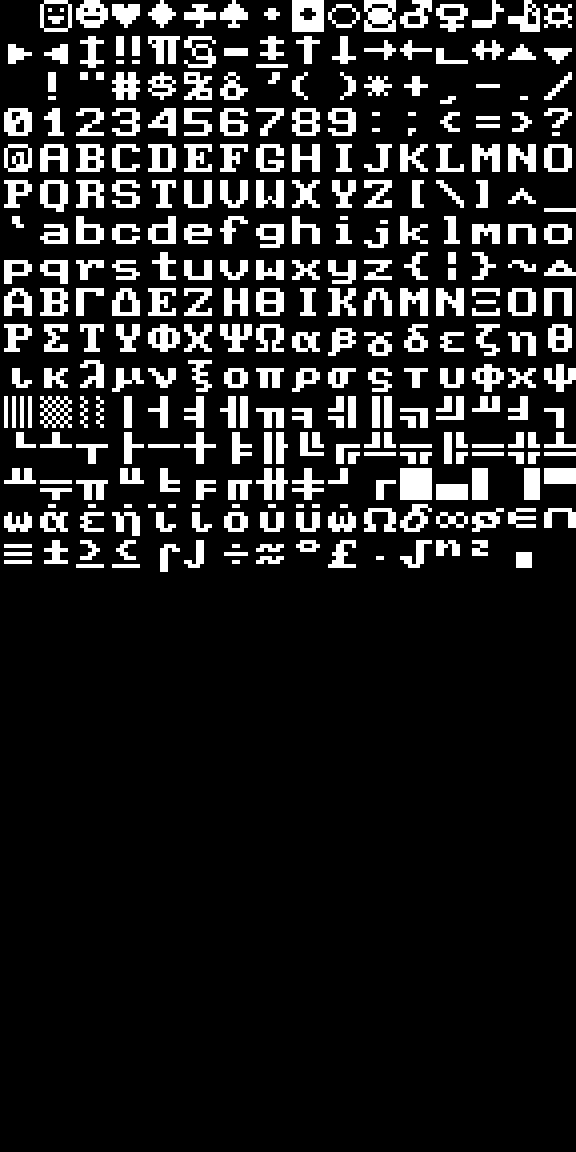 ☺ ☻ ♥ ♦ ♣ ♠ • ◘ ○ ◙ ♂ ♀ ♪ ♫ ☼
► ◄ ↕ ‼ ¶ § ▬ ↨ ↑ ↓ → ← ∟ ↔ ▲ ▼
! " # $ % & ' ( ) * + , - . /
0 1 2 3 4 5 6 7 8 9 : ; < = > ?
@ A B C D E F G H I J K L M N O
P Q R S T U V W X Y Z [ \ ] ^ _
` a b c d e f g h i j k l m n o
p q r s t u v w x y z { ¦ } ~ ⌂
Α Β Γ Δ Ε Ζ Η Θ Ι Κ Λ Μ Ν Ξ Ο Π
Ρ Σ Τ Υ Φ Χ Ψ Ω α β γ δ ε ζ η θ
ι κ λ μ ν ξ ο π ρ σ ς τ υ φ χ ψ
░ ▒ ▓ │ ┤ ╡ ╢ ╖ ╕ ╣ ║ ╗ ╝ ╜ ╛ ┐
└ ┴ ┬ ├ ─ ┼ ╞ ╟ ╚ ╔ ╩ ╦ ╠ ═ ╬ ╧
╨ ╤ ╥ ╙ ╘ ╒ ╓ ╫ ╪ ┘ ┌ █ ▄ ▌ ▐ ▀
ω ά έ ή ϊ ί ό ύ ϋ ώ Ω δ ∞ ø ∈ ∩
≡ ± ≥ ≤ ⌠ ⌡ ÷ ≈ ° £ · √ ⁿ ² ■